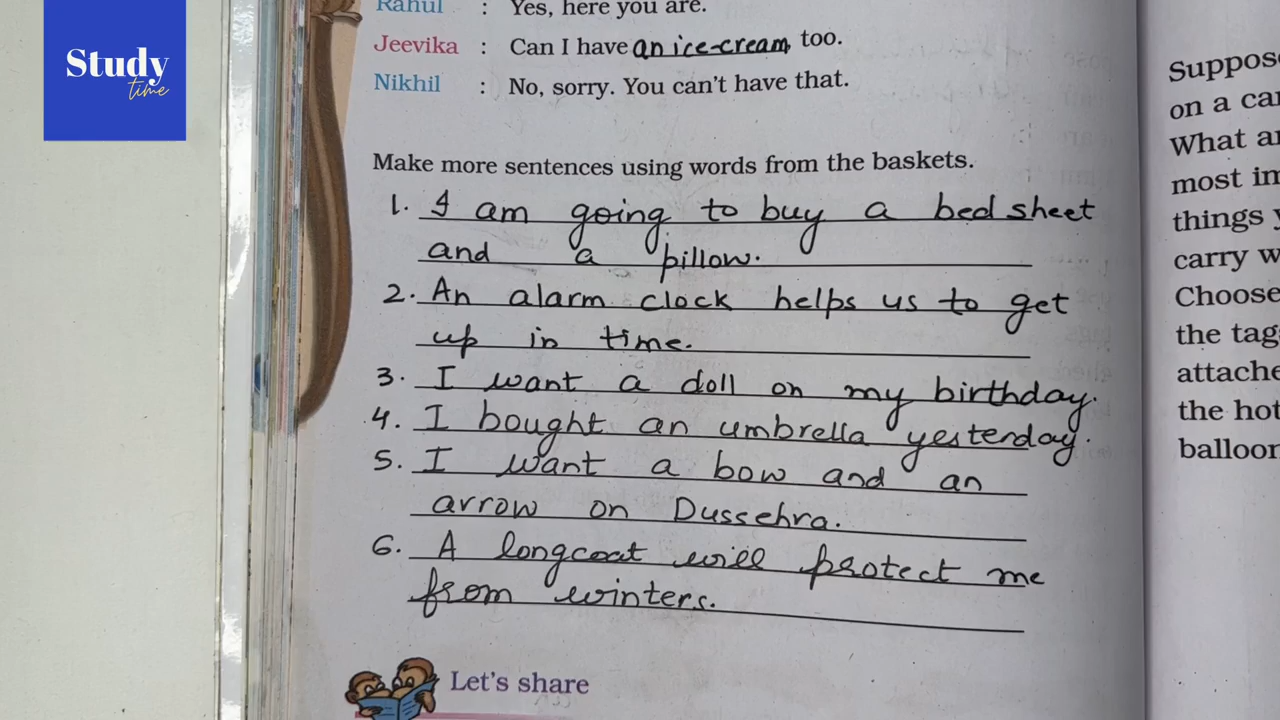 Study
time
Rahul : Yes, here you are.
Jeevika : Can I have an ice-cream too.
Nikhil : No, sorry. You can't have that.
Make more sentences using words from the baskets.
1. I am going to buy a bed sheet
and a pillow.
2. An alarm clock helps us to get
up in time.
3. I want a doll on my birthday.
4. I bought an umbrella yesterday.
5. I want a bow and an
arrow on Dussehra.
6. A longcoat will protect me
from winters.
Let's share
Suppos
on a ca
What a
most im
things y
carry w
Choose
the tag
attache
the hot
balloon